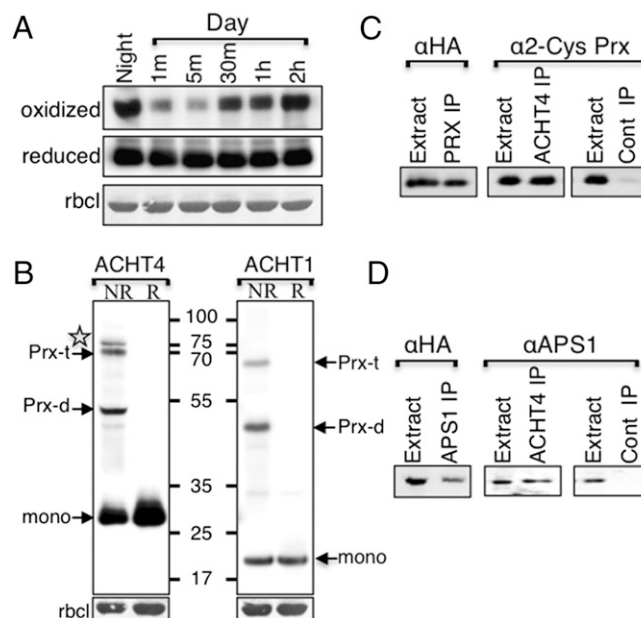 A
Day
Night 1m 5m 30m 1h 2h
oxidized
reduced
rbcl
B
ACHT4
NR R
Prx-t
Prx-d
mono
rbcl
100
75
70
55
35
25
17
ACHT1
NR R
Prx-t
Prx-d
mono
C
αHA α2-Cys Prx
Extract PRX IP Extract ACHT4 IP Extract Cont IP
D
αHA αAPS1
Extract APS1 IP Extract ACHT4 IP Extract Cont IP